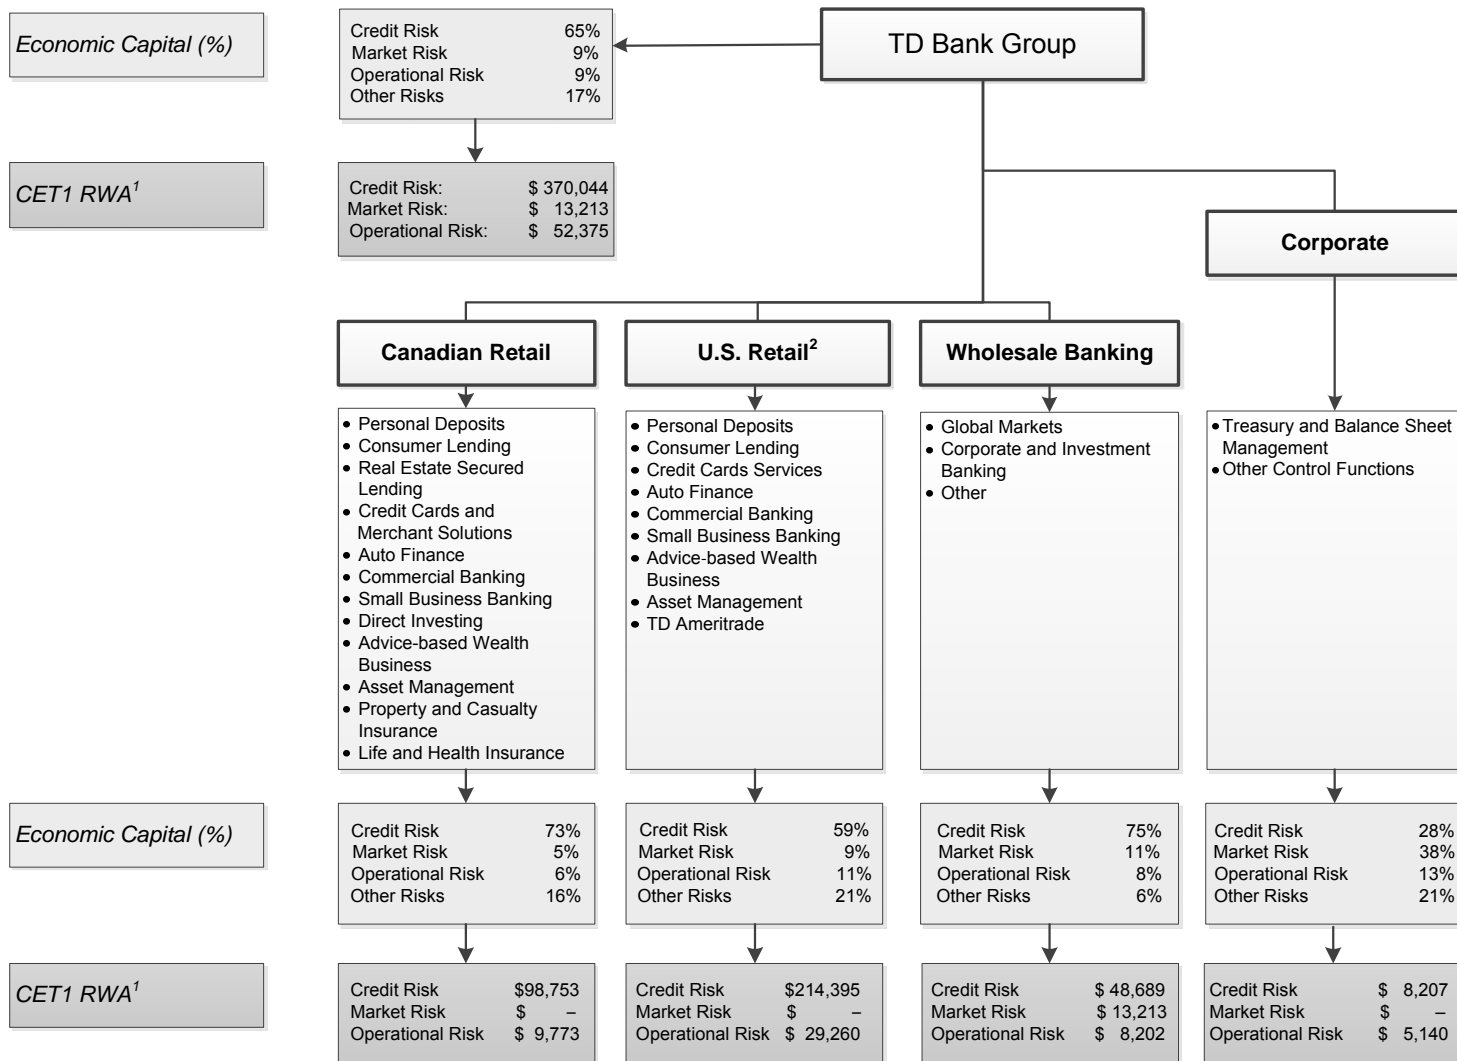 Economic Capital (%)
Credit Risk 65%
Market Risk 9%
Operational Risk 9%
Other Risks 17%
TD Bank Group
CET1 RWA1
Credit Risk: $ 370,044
Market Risk: $ 13,213
Operational Risk: $ 52,375
Corporate
Canadian Retail
U.S. Retail2
Wholesale Banking
• Personal Deposits
• Consumer Lending
• Real Estate Secured
Lending
• Credit Cards and
Merchant Solutions
• Auto Finance
• Commercial Banking
• Small Business Banking
• Direct Investing
• Advice-based Wealth
Business
• Asset Management
• Property and Casualty
Insurance
• Life and Health Insurance
• Personal Deposits
• Consumer Lending
• Credit Cards Services
• Auto Finance
• Commercial Banking
• Small Business Banking
• Advice-based Wealth
Business
• Asset Management
• TD Ameritrade
• Global Markets
• Corporate and Investment
Banking
• Other
• Treasury and Balance Sheet
Management
• Other Control Functions
Economic Capital (%)
Credit Risk 73%
Market Risk 5%
Operational Risk 6%
Other Risks 16%
Credit Risk 59%
Market Risk 9%
Operational Risk 11%
Other Risks 21%
Credit Risk 75%
Market Risk 11%
Operational Risk 8%
Other Risks 6%
Credit Risk 28%
Market Risk 38%
Operational Risk 13%
Other Risks 21%
CET1 RWA1
Credit Risk $98,753
Market Risk $ –
Operational Risk $ 9,773
Credit Risk $214,395
Market Risk $ –
Operational Risk $ 29,260
Credit Risk $ 48,689
Market Risk $ 13,213
Operational Risk $ 8,202
Credit Risk $ 8,207
Market Risk $ –
Operational Risk $ 5,140